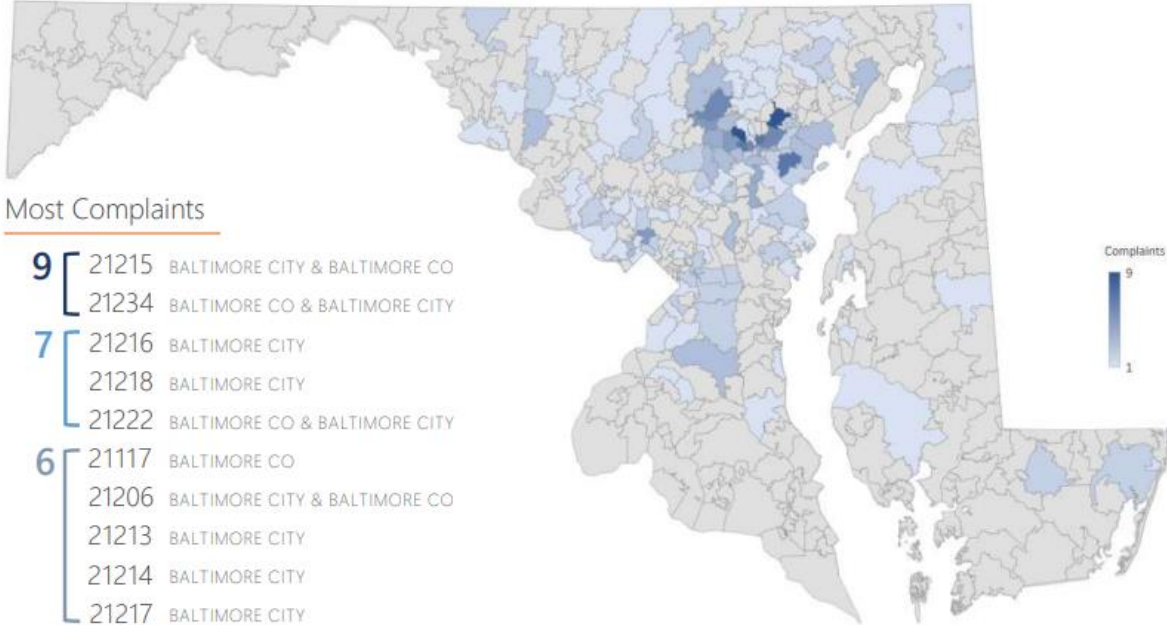 Most Complaints
9
21215 BALTIMORE CITY & BALTIMORE CO
21234 BALTIMORE CO & BALTIMORE CITY
7
21216 BALTIMORE CITY
21218 BALTIMORE CITY
21222 BALTIMORE CO & BALTIMORE CITY
6
21117 BALTIMORE CO
21206 BALTIMORE CITY & BALTIMORE CO
21213 BALTIMORE CITY
21214 BALTIMORE CITY
21217 BALTIMORE CITY
Complaints
9
1